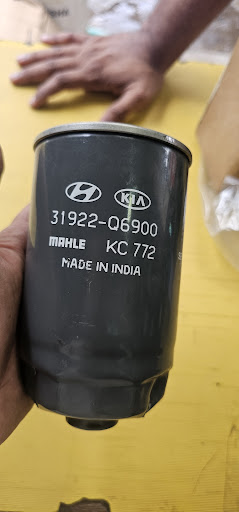 KIA
31922-Q6900
MAHLE KC 772
MADE IN INDIA